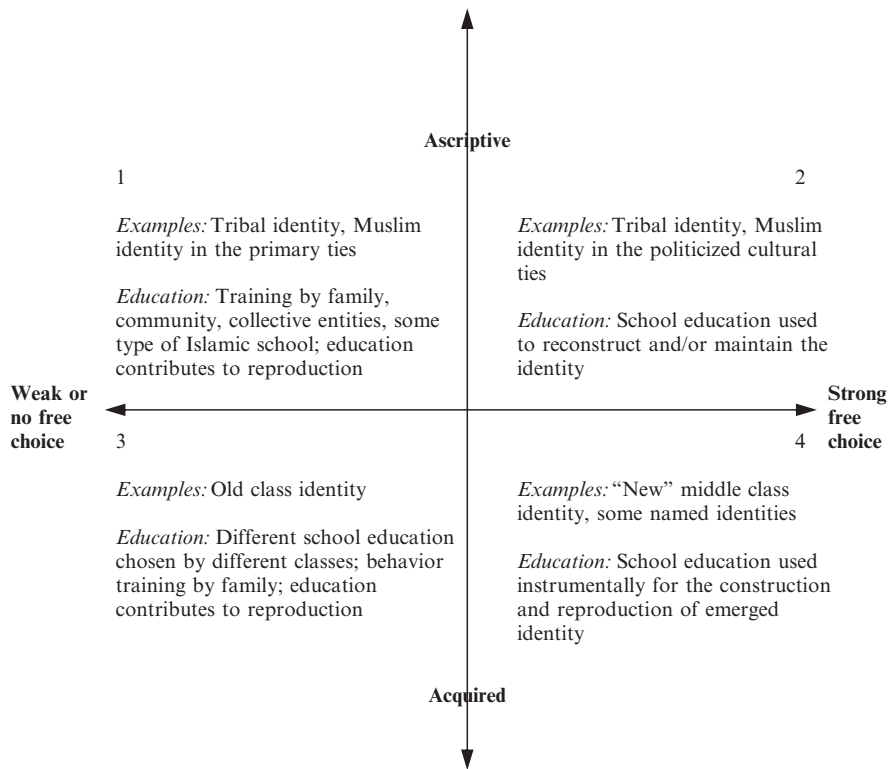 Ascriptive
1
Examples: Tribal identity, Muslim
identity in the primary ties
Education: Training by family,
community, collective entities, some
type of Islamic school; education
contributes to reproduction
2
Examples: Tribal identity, Muslim
identity in the politicized cultural
ties
Education: School education used
to reconstruct and/or maintain the
identity
Weak or
no free
choice
Strong
free
choice
3
Examples: Old class identity
Education: Different school education
chosen by different classes; behavior
training by family; education
contributes to reproduction
4
Examples: “New” middle class
identity, some named identities
Education: School education used
instrumentally for the construction
and reproduction of emerged
identity
Acquired